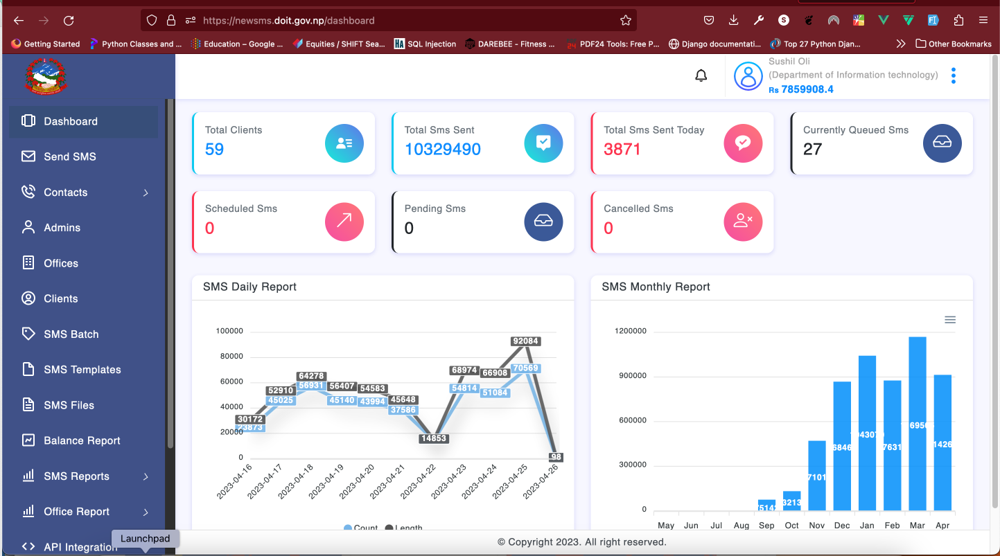 https://newsms.doit.gov.np/dashboard
Getting Started
Python Classes and ...
Education – Google ...
Equities / SHIFT Sea...
HA SQL Injection
DAREBEE - Fitness ...
24 PDF24 Tools: Free P...
Django documentati...
Top 27 Python Djan...
Other Bookmarks
Sushil Oli
(Department of Information technology)
Rs 7859908.4
Dashboard
Send SMS
Contacts
Admins
Offices
Clients
SMS Batch
SMS Templates
SMS Files
Balance Report
SMS Reports
Office Report
API Integration
Launchpad
Total Clients
59
Total Sms Sent
10329490
Total Sms Sent Today
3871
Currently Queued Sms
27
Scheduled Sms
0
Pending Sms
0
Cancelled Sms
0
SMS Daily Report
100000
80000
60000
40000
20000
0
30172
23873
52910
45025
64278
56931
56407
45140
54583
43994
45648
37586
14853
68974
54814
66908
51084
92084
70569
98
2023-04-16
2023-04-17
2023-04-18
2023-04-19
2023-04-20
2023-04-21
2023-04-22
2023-04-23
2023-04-24
2023-04-25
2023-04-26
Count
Length
SMS Monthly Report
1200000
900000
600000
300000
0
7101
6846
7631
1426
3213
May Jun Jul Aug Sep Oct Nov Dec Jan Feb Mar Apr
© Copyright 2023. All right reserved.